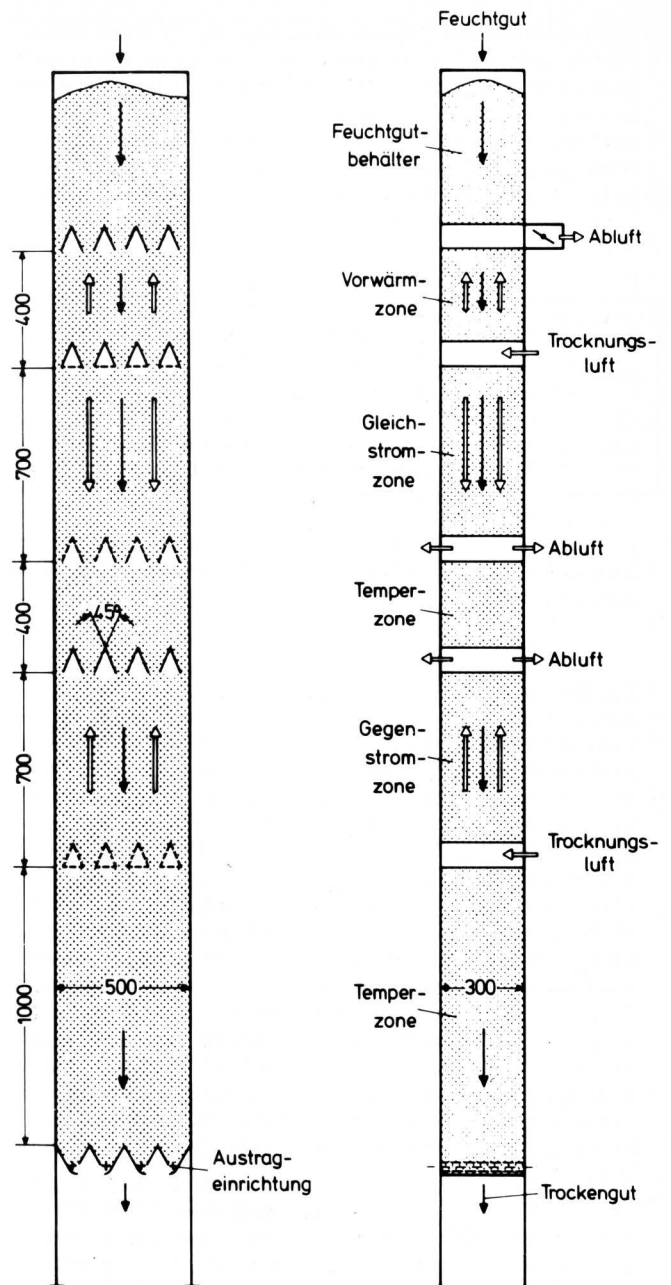 Feuchtgut
Feuchtgut-
behälter
Abluft
400
Vorwärm-
zone
Trocknungs-
luft
700
Gleich-
strom-
zone
Abluft
400
45°
Temper-
zone
Abluft
700
Gegen-
strom-
zone
Trocknungs-
luft
1000
500
Temper-
zone
300
Austrag-
einrichtung
Trockengut